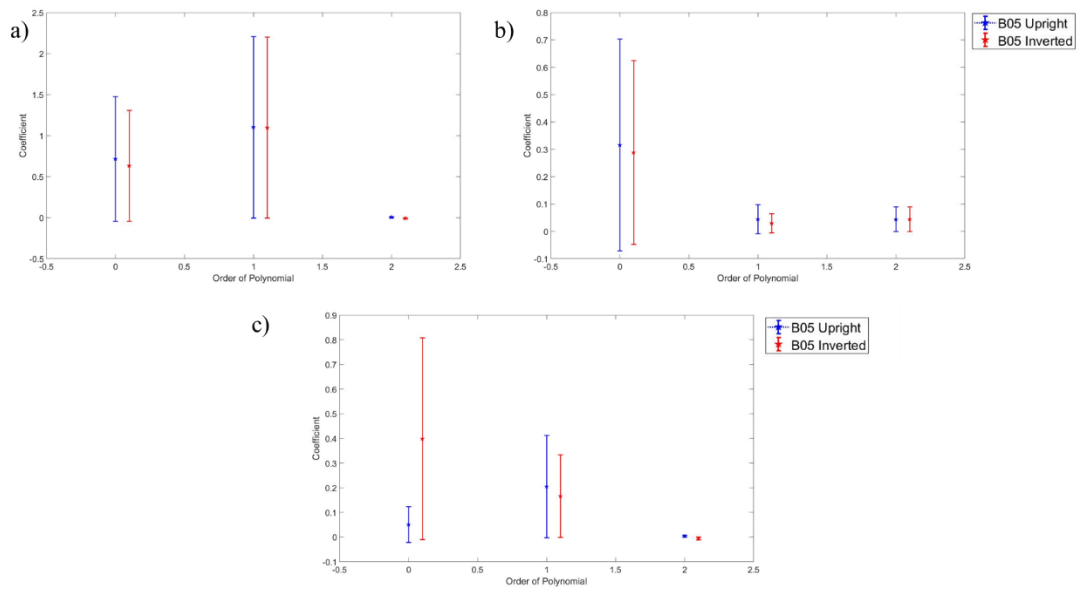 a)
2.5
2
1.5
1
0.5
0
-0.5
Coefficient
-0.5 0 0.5 1 1.5 2 2.5
Order of Polynomial
b)
0.8
0.7
0.6
0.5
0.4
0.3
0.2
0.1
0
-0.1
Coefficient
-0.5 0 0.5 1 1.5 2 2.5
Order of Polynomial
B05 Upright
B05 Inverted
c)
0.9
0.8
0.7
0.6
0.5
0.4
0.3
0.2
0.1
0
-0.1
Coefficient
-0.5 0 0.5 1 1.5 2 2.5
Order of Polynomial
B05 Upright
B05 Inverted